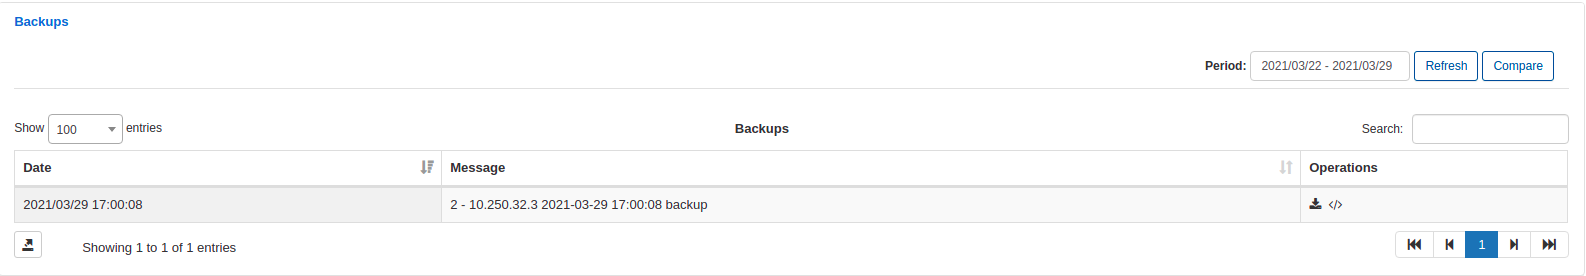 Backups
Period: 2021/03/22 - 2021/03/29 Refresh Compare
Show 100 entries Backups Search:
Date Message Operations
2021/03/29 17:00:08 2 - 10.250.32.3 2021-03-29 17:00:08 backup </>
Showing 1 to 1 of 1 entries 1